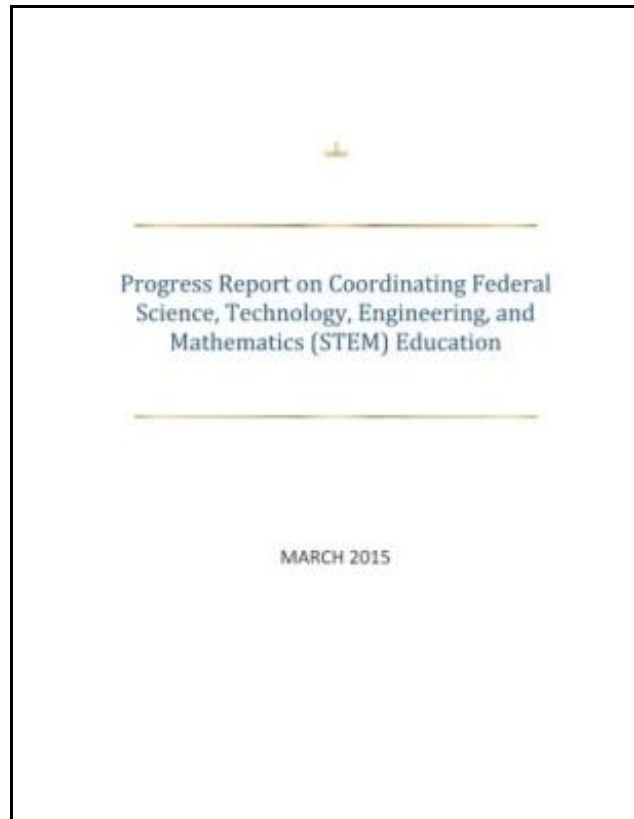 Progress Report on Coordinating Federal
Science, Technology, Engineering, and
Mathematics (STEM) Education
MARCH 2015